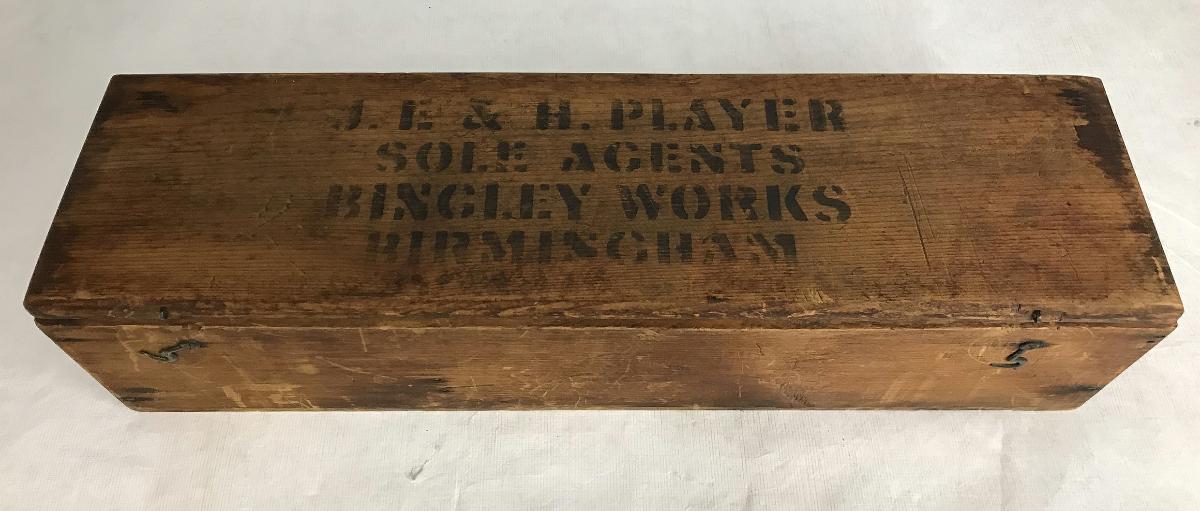 J. E & H. PLAYER
SOLE AGENTS
BINGLEY WORKS
BIRMINGHAM